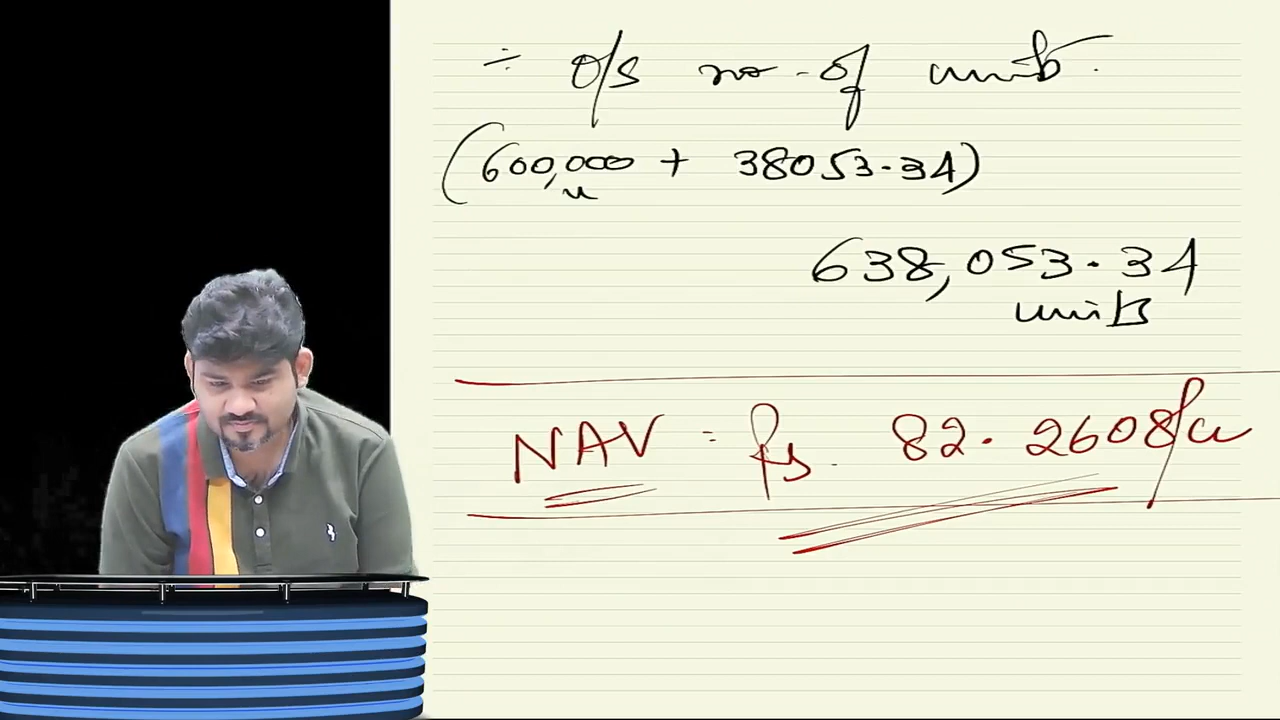 ÷ o/s no. of units.
(600,000 + 38053.34)
u
638,053.34
units
NAV = Rs. 82.2608/u